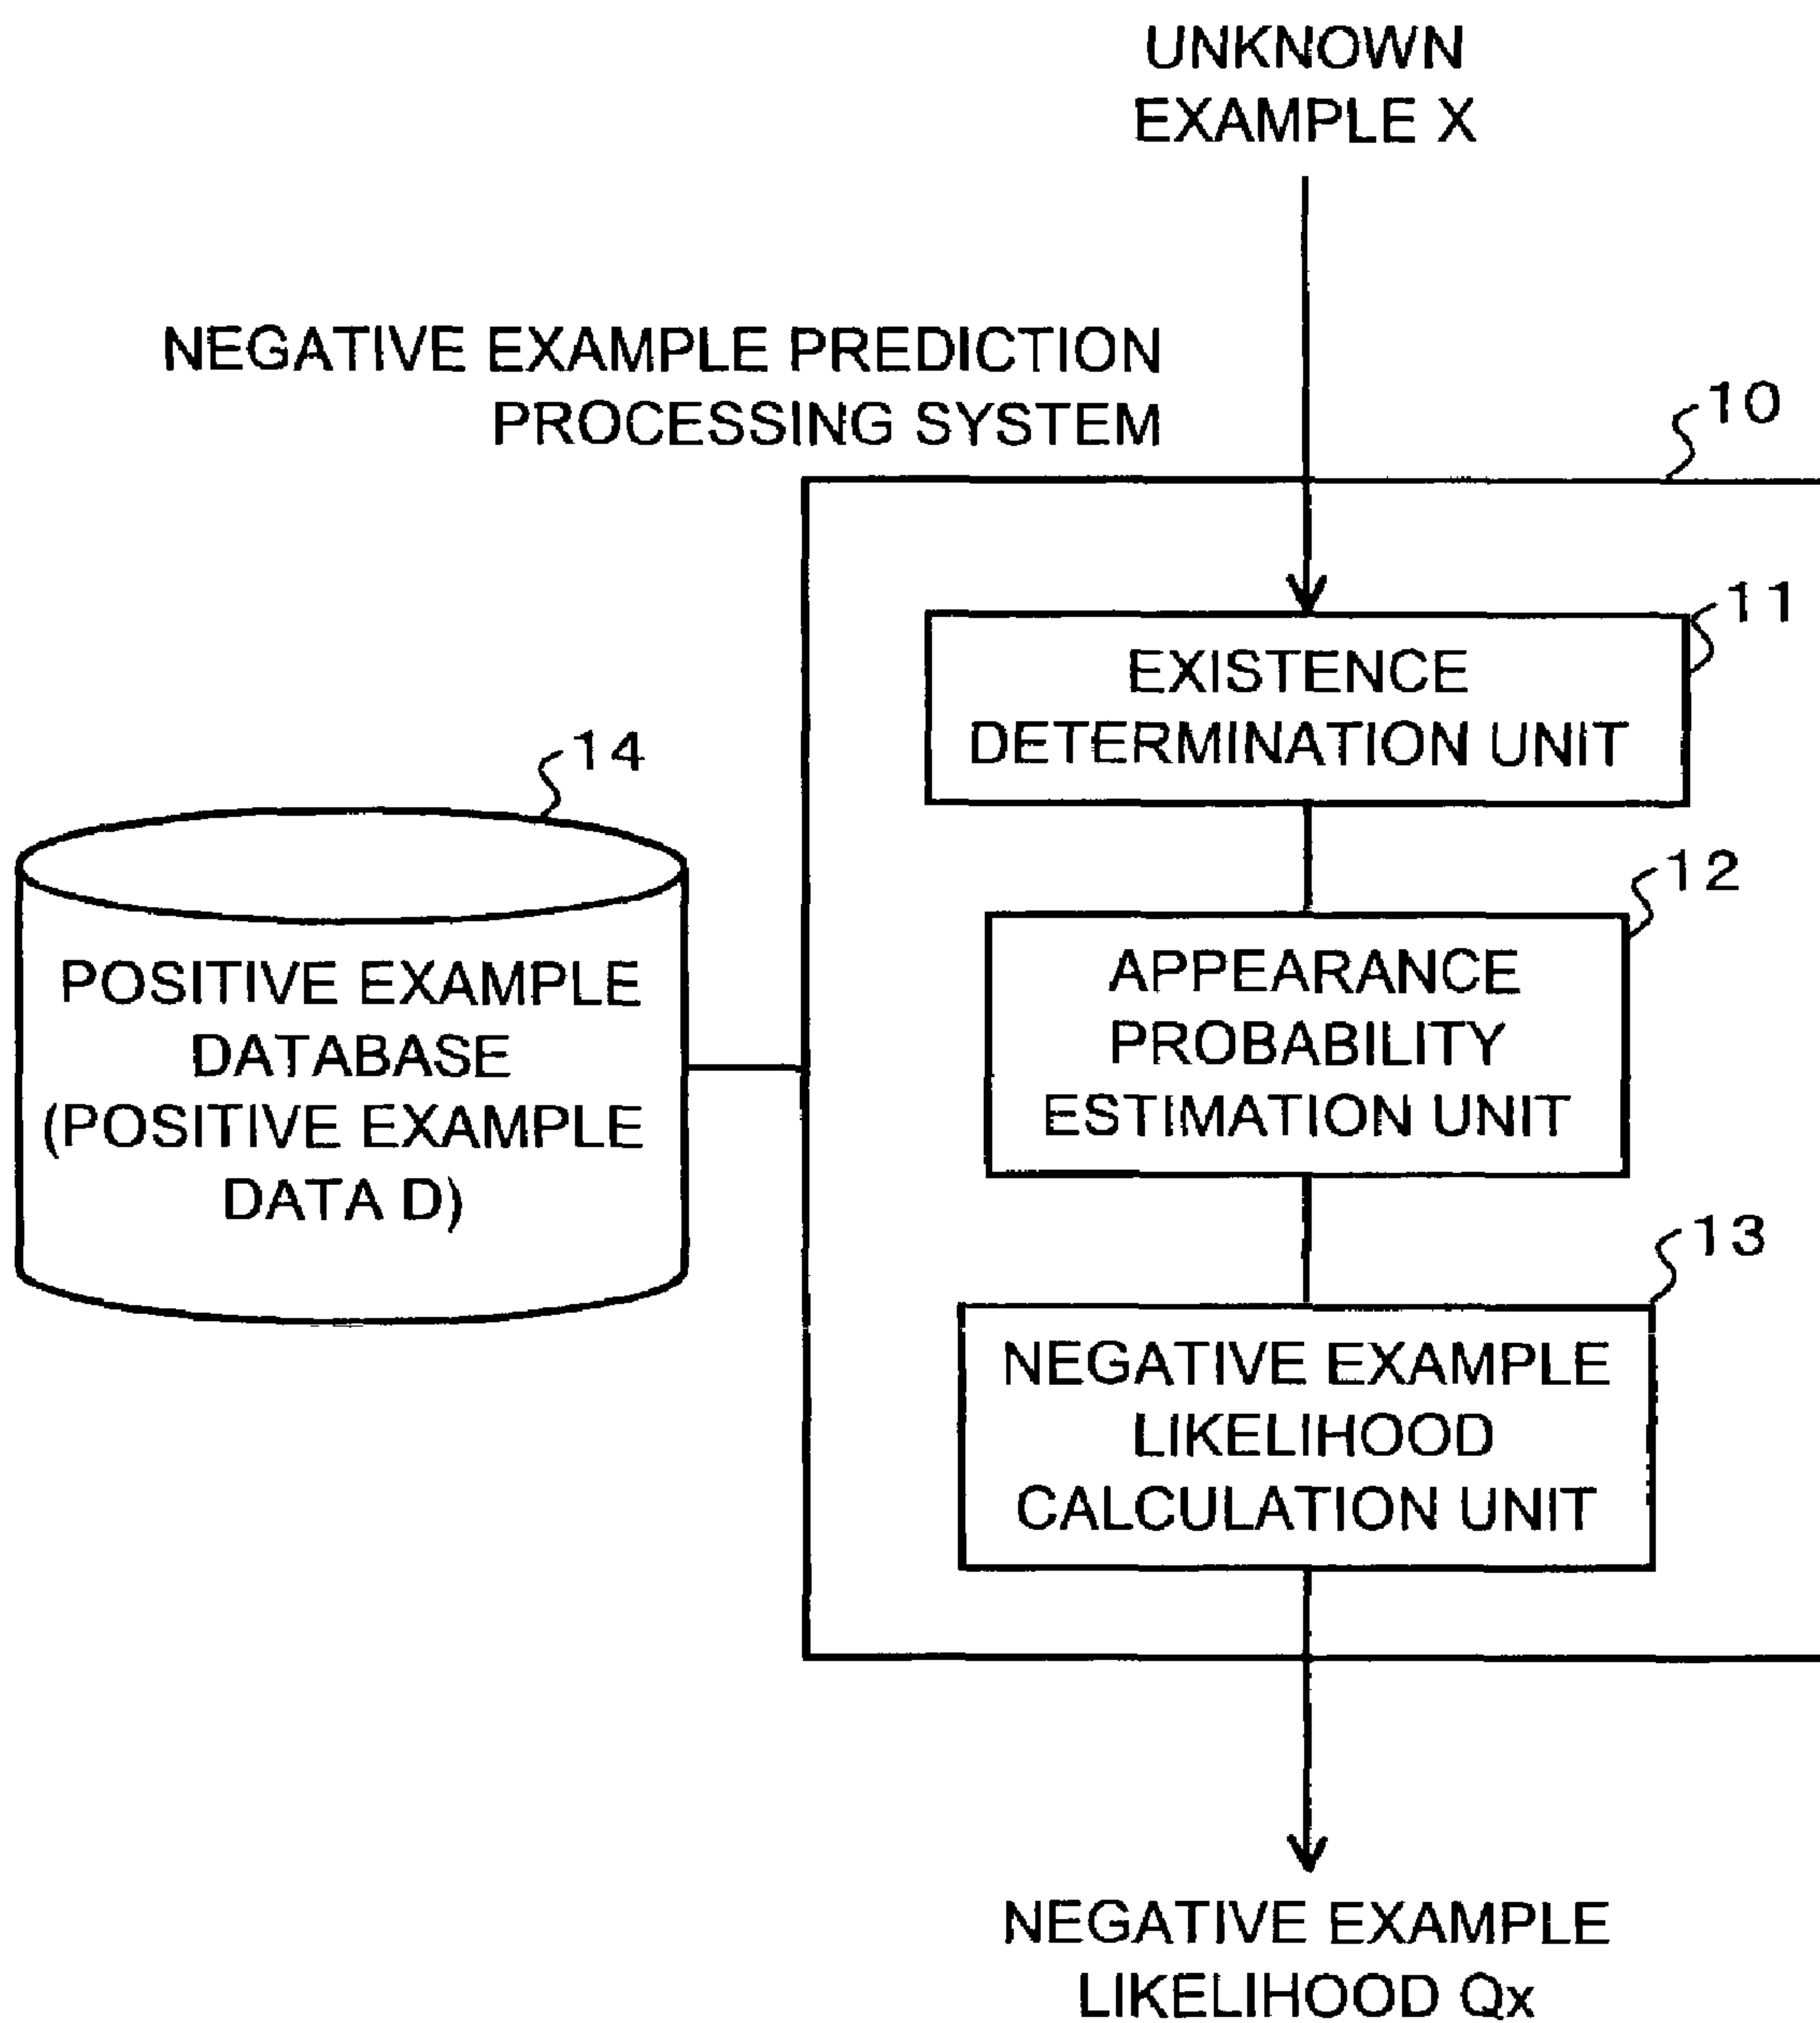 UNKNOWN
EXAMPLE X
NEGATIVE EXAMPLE PREDICTION
PROCESSING SYSTEM
10
11
EXISTENCE
DETERMINATION UNIT
14
12
POSITIVE EXAMPLE
DATABASE
(POSITIVE EXAMPLE
DATA D)
APPEARANCE
PROBABILITY
ESTIMATION UNIT
13
NEGATIVE EXAMPLE
LIKELIHOOD
CALCULATION UNIT
NEGATIVE EXAMPLE
LIKELIHOOD Qx